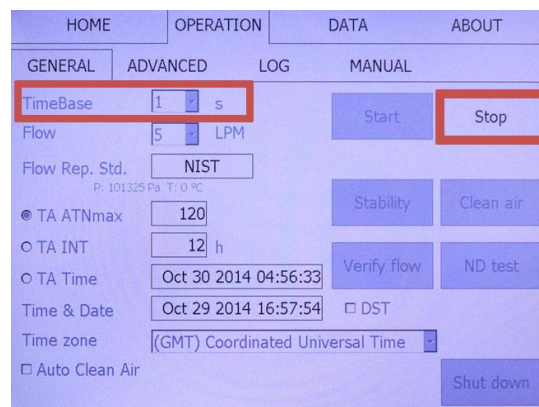 HOME OPERATION DATA ABOUT
GENERAL ADVANCED LOG MANUAL
TimeBase 1 s Start Stop
Flow 5 LPM
Flow Rep. Std. NIST
P: 101325 Pa T: 0 ºC
TA ATNmax 120 Stability Clean air
TA INT 12 h
TA Time Oct 30 2014 04:56:33 Verify flow ND test
Time & Date Oct 29 2014 16:57:54 DST
Time zone (GMT) Coordinated Universal Time
Auto Clean Air Shut down